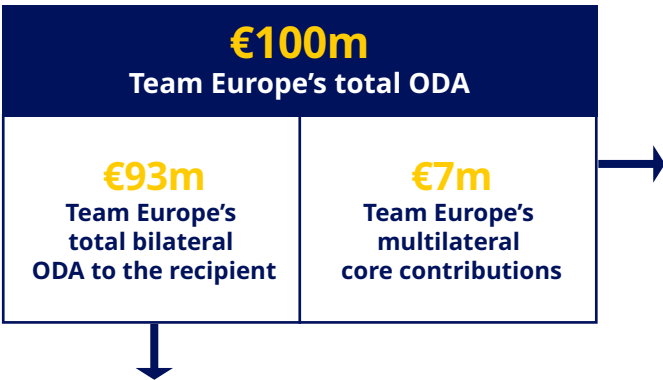 €100m
Team Europe's total ODA
€93m
Team Europe's
total bilateral
ODA to the recipient
€7m
Team Europe's
multilateral
core contributions